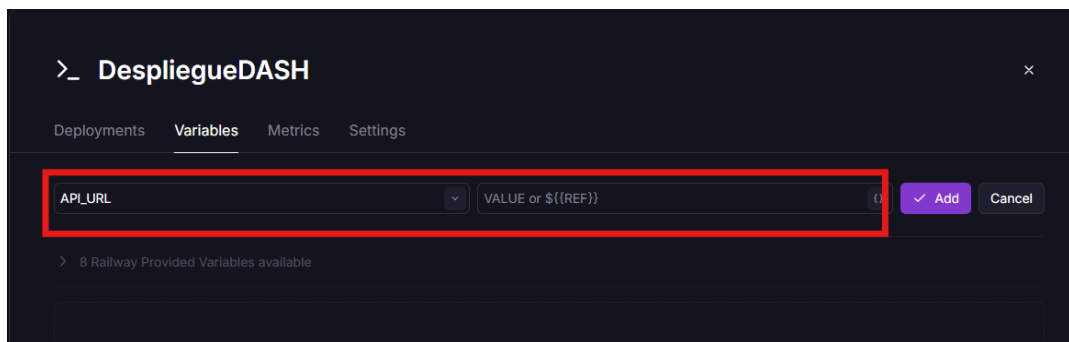 >_ DespliegueDASH ×
Deployments Variables Metrics Settings
API_URL VALUE or ${{REF}} {} Add Cancel
8 Railway Provided Variables available